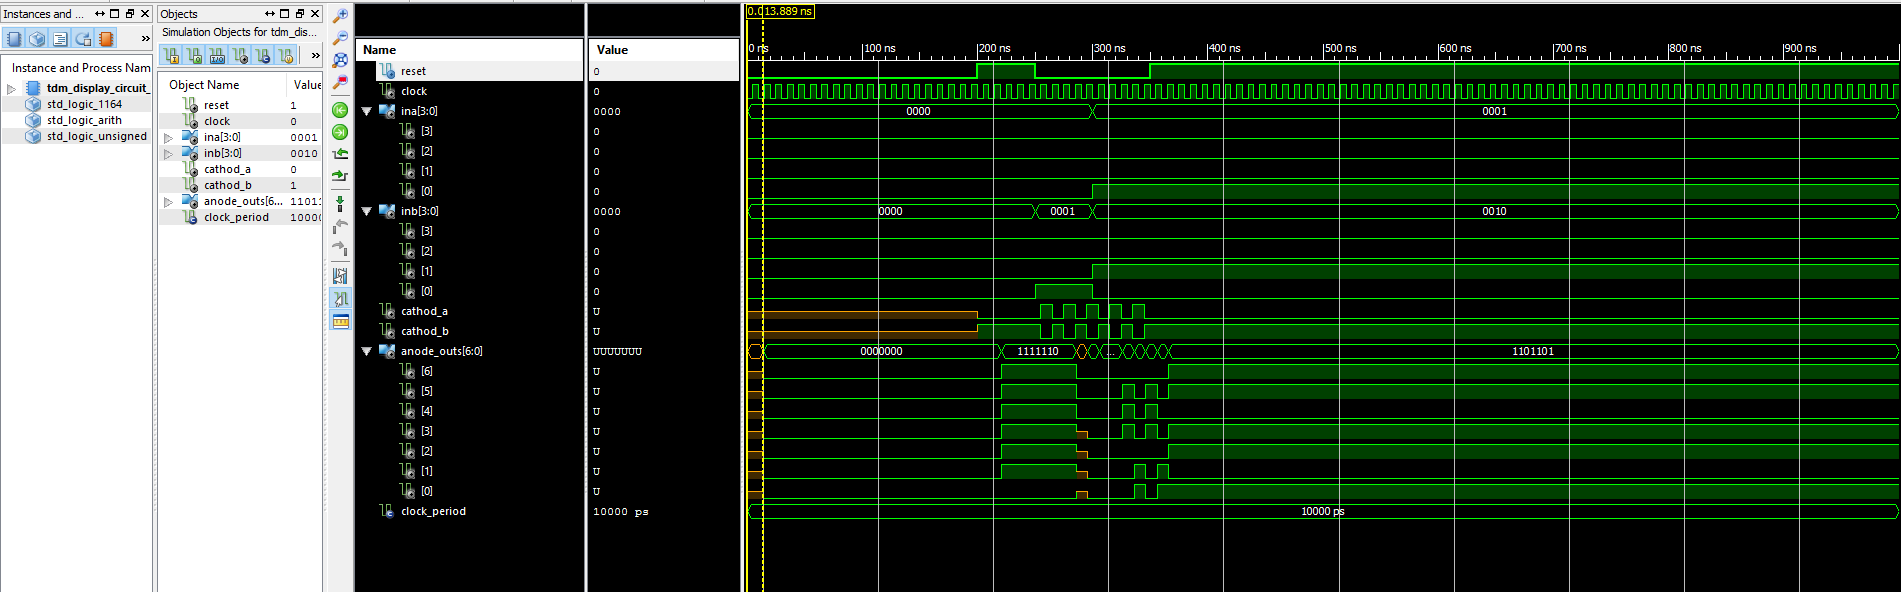 Instances and ...
»
Instance and Process Nam
tdm_display_circuit_
std_logic_1164
std_logic_arith
std_logic_unsigned
Objects
Simulation Objects for tdm_dis...
»
Object Name Value
reset 1
clock 0
ina[3:0] 0001
inb[3:0] 0010
cathod_a 0
cathod_b 1
anode_outs[6... 11011
clock_period 10000
Name Value
reset 0
clock 0
ina[3:0] 0000
[3] 0
[2] 0
[1] 0
[0] 0
inb[3:0] 0000
[3] 0
[2] 0
[1] 0
[0] 0
cathod_a U
cathod_b U
anode_outs[6:0] UUUUUUU
[6] U
[5] U
[4] U
[3] U
[2] U
[1] U
[0] U
clock_period 10000 ps
0.013.889 ns
0 ns 100 ns 200 ns 300 ns 400 ns 500 ns 600 ns 700 ns 800 ns 900 ns
0000 0001
0000 0001 0010
0000000 1111110 ... 1101101
10000 ps